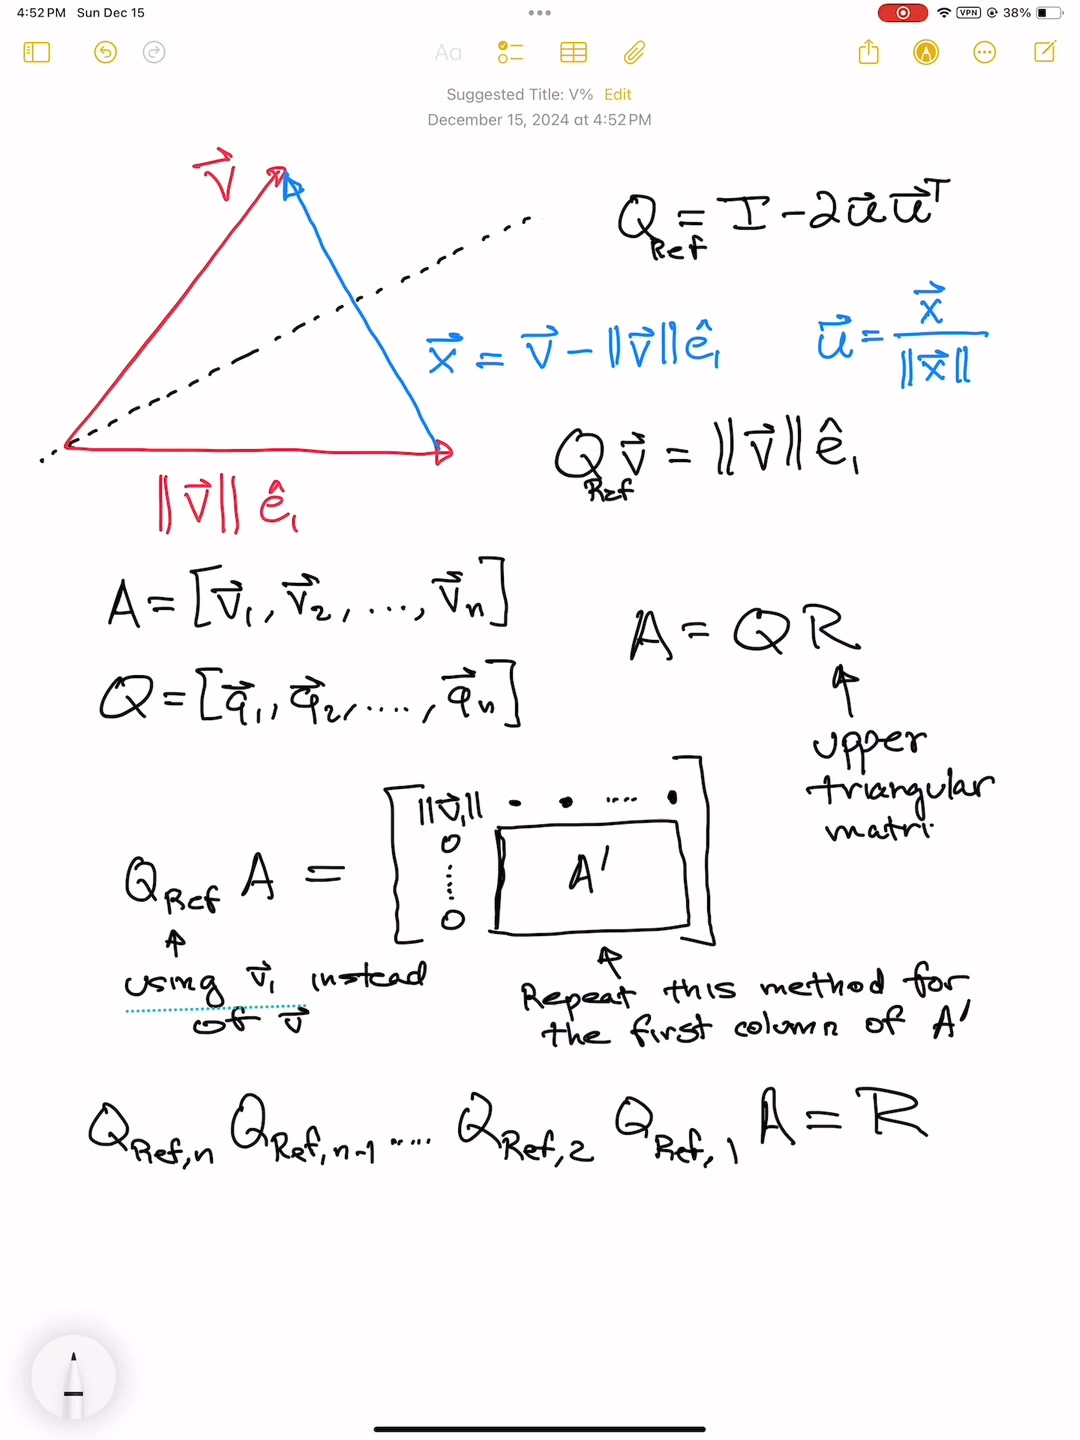 4:52 PM Sun Dec 15
VPN 38%
Aa
Suggested Title: V% Edit
December 15, 2024 at 4:52 PM
v⃗
Q_Ref = I - 2u⃗u⃗ᵀ
x⃗ = v⃗ - ||v⃗|| ê₁
u⃗ = x⃗ / ||x⃗||
Q_Ref v⃗ = ||v⃗|| ê₁
||v⃗|| ê₁
A = [v⃗₁, v⃗₂, ..., v⃗ₙ]
A = QR
Q = [q⃗₁, q⃗₂, ...., q⃗ₙ]
↑
upper
triangular
matri
||v⃗₁|| • • ..... •
0
Q_Ref A = ⋮ A'
0
↑
using v⃗₁ instead
of v⃗
↑
Repeat this method for
the first column of A'
Q_Ref,n Q_Ref,n-1 ..... Q_Ref,2 Q_Ref,1 A = R